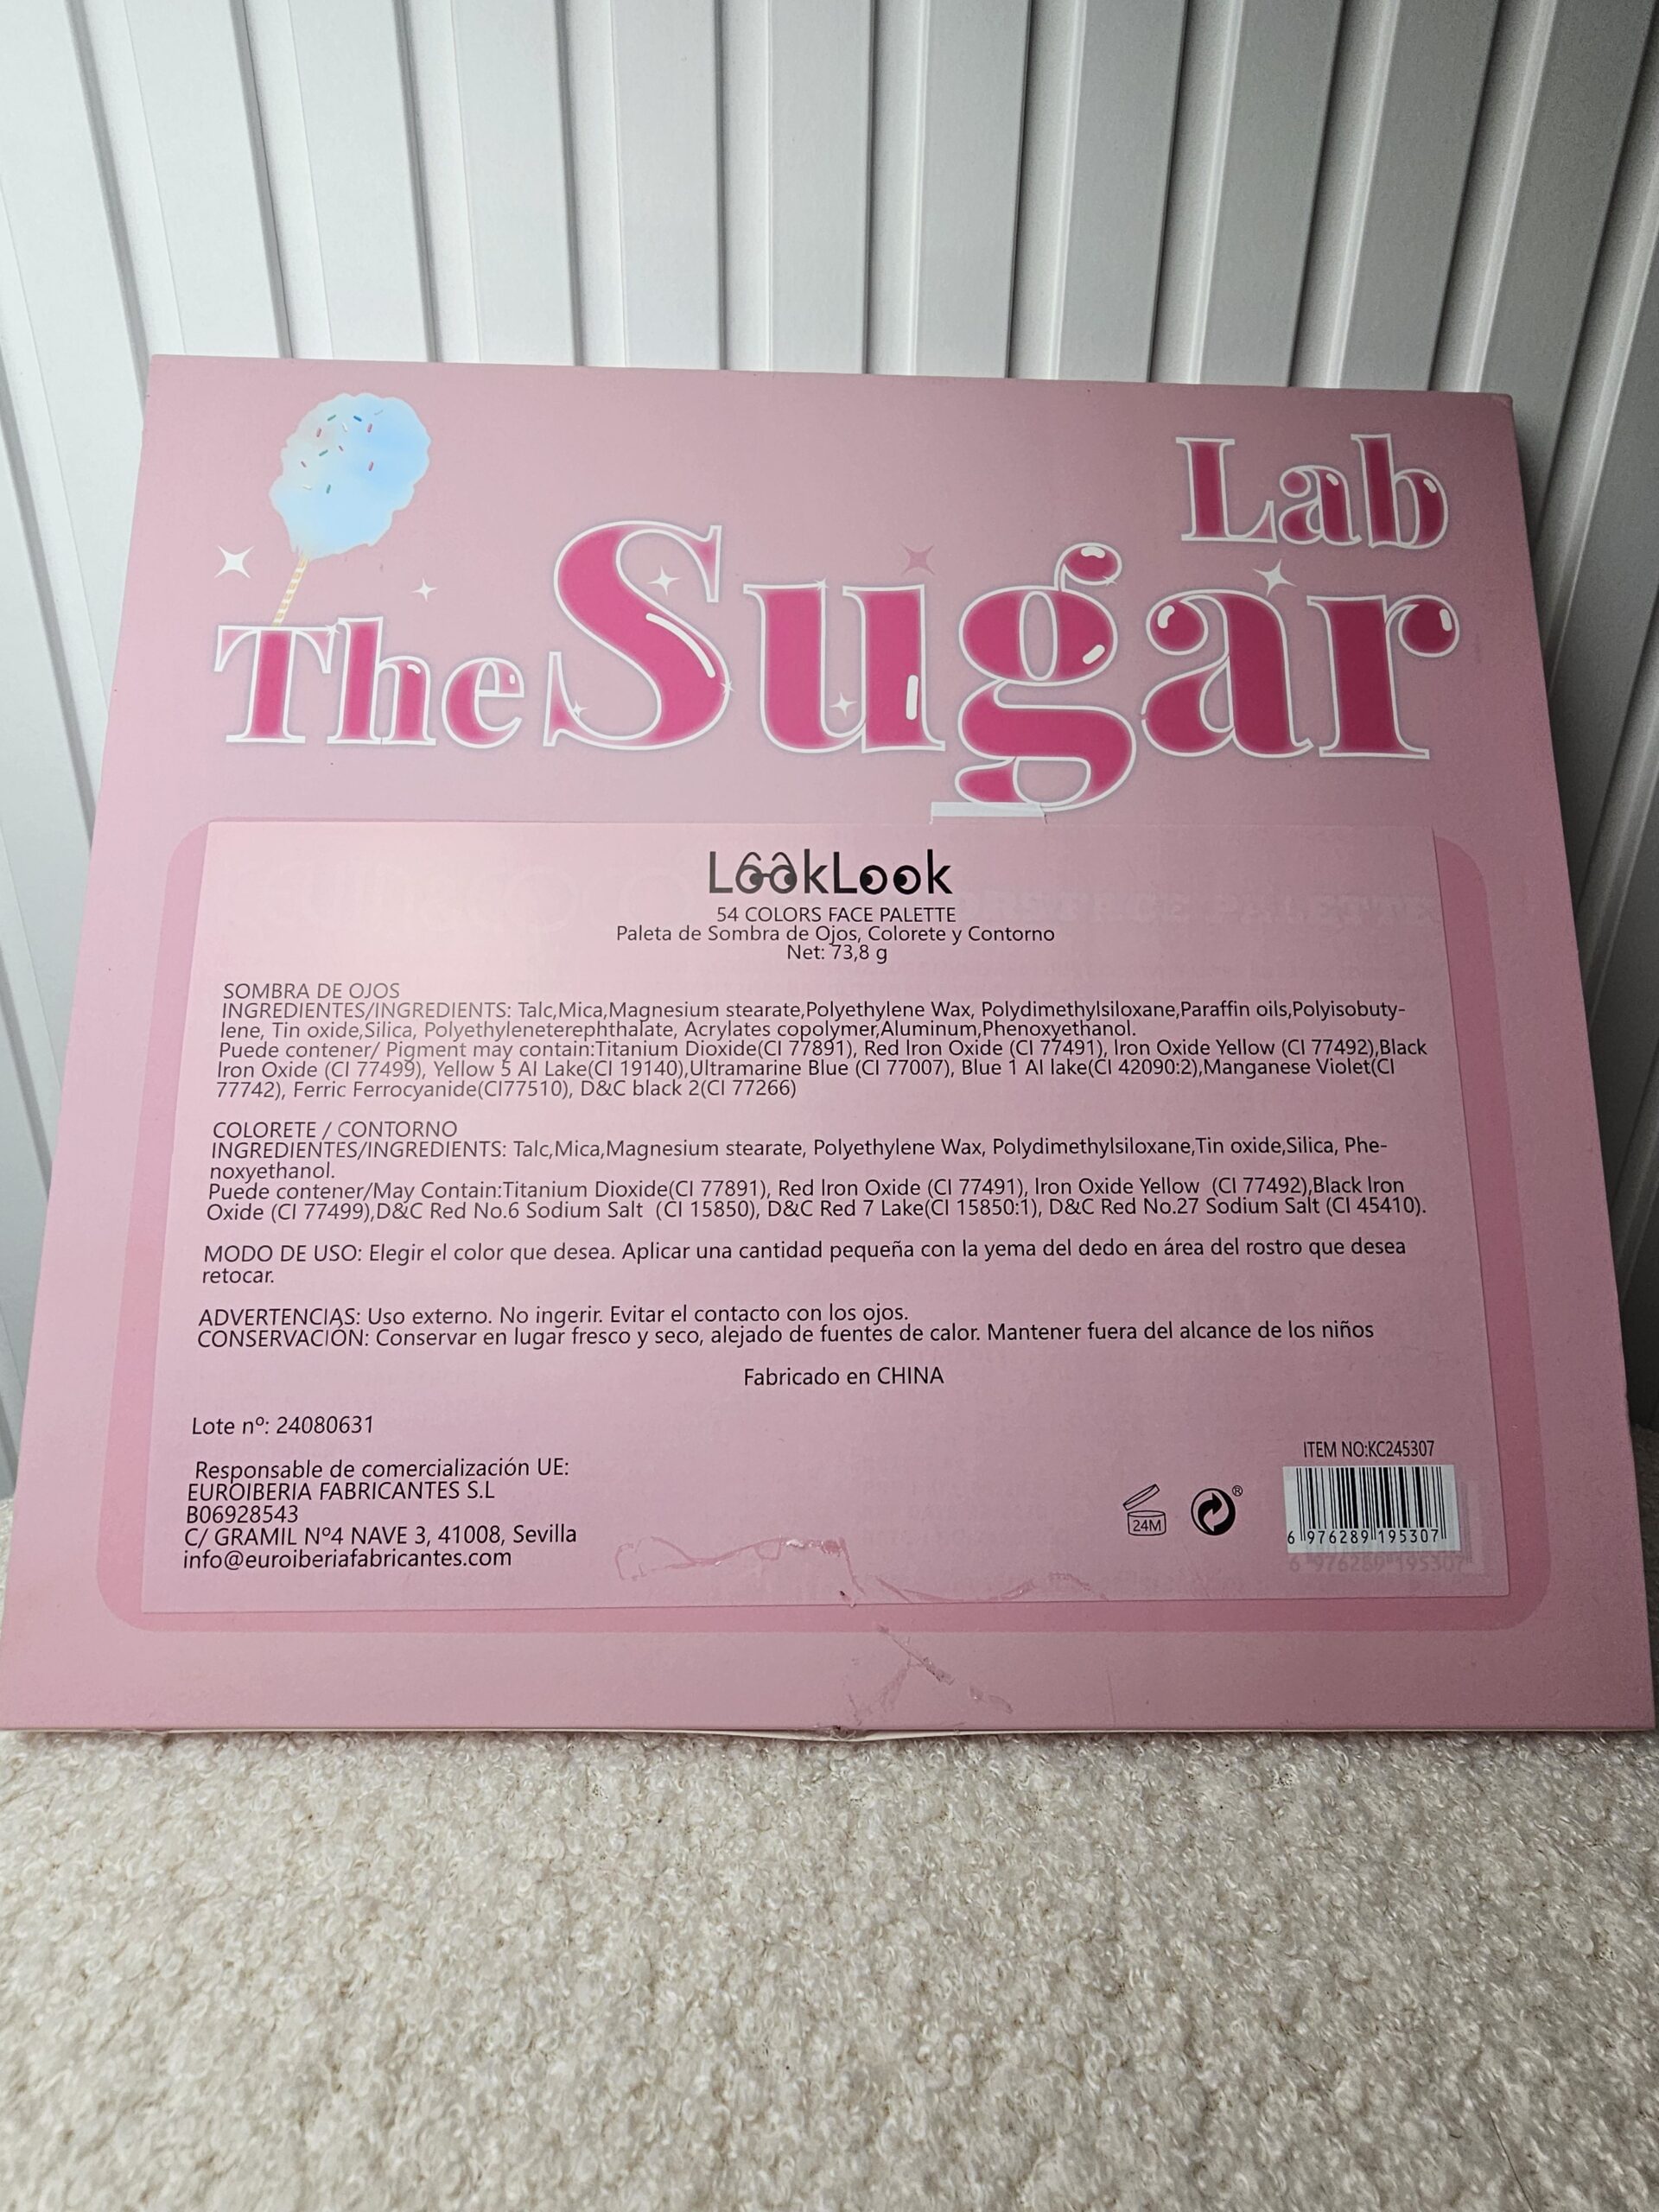 Lab
The Sugar
LookLook
54 COLORS FACE PALETTE
Paleta de Sombra de Ojos, Colorete y Contorno
Net: 73,8 g
SOMBRA DE OJOS
INGREDIENTES/INGREDIENTS: Talc,Mica,Magnesium stearate,Polyethylene Wax, Polydimethylsiloxane,Paraffin oils,Polyisobuty-
lene, Tin oxide,Silica, Polyethyleneterephthalate, Acrylates copolymer,Aluminum,Phenoxyethanol.
Puede contener/ Pigment may contain:Titanium Dioxide(CI 77891), Red Iron Oxide (CI 77491), Iron Oxide Yellow (CI 77492),Black
Iron Oxide (CI 77499), Yellow 5 Al Lake(CI 19140),Ultramarine Blue (CI 77007), Blue 1 Al lake(CI 42090:2),Manganese Violet(CI
77742), Ferric Ferrocyanide(CI77510), D&C black 2(CI 77266)
COLORETE / CONTORNO
INGREDIENTES/INGREDIENTS: Talc,Mica,Magnesium stearate, Polyethylene Wax, Polydimethylsiloxane,Tin oxide,Silica, Phe-
noxyethanol.
Puede contener/May Contain:Titanium Dioxide(CI 77891), Red Iron Oxide (CI 77491), Iron Oxide Yellow (CI 77492),Black Iron
Oxide (CI 77499),D&C Red No.6 Sodium Salt (CI 15850), D&C Red 7 Lake(CI 15850:1), D&C Red No.27 Sodium Salt (CI 45410).
MODO DE USO: Elegir el color que desea. Aplicar una cantidad pequeña con la yema del dedo en área del rostro que desea
retocar.
ADVERTENCIAS: Uso externo. No ingerir. Evitar el contacto con los ojos.
CONSERVACIÓN: Conservar en lugar fresco y seco, alejado de fuentes de calor. Mantener fuera del alcance de los niños
Fabricado en CHINA
Lote nº: 24080631
Responsable de comercialización UE:
EUROIBERIA FABRICANTES S.L
B06928543
C/ GRAMIL Nº4 NAVE 3, 41008, Sevilla
info@euroiberiafabricantes.com
24M
®
ITEM NO:KC245307
6 976289 195307
6 976289 195307